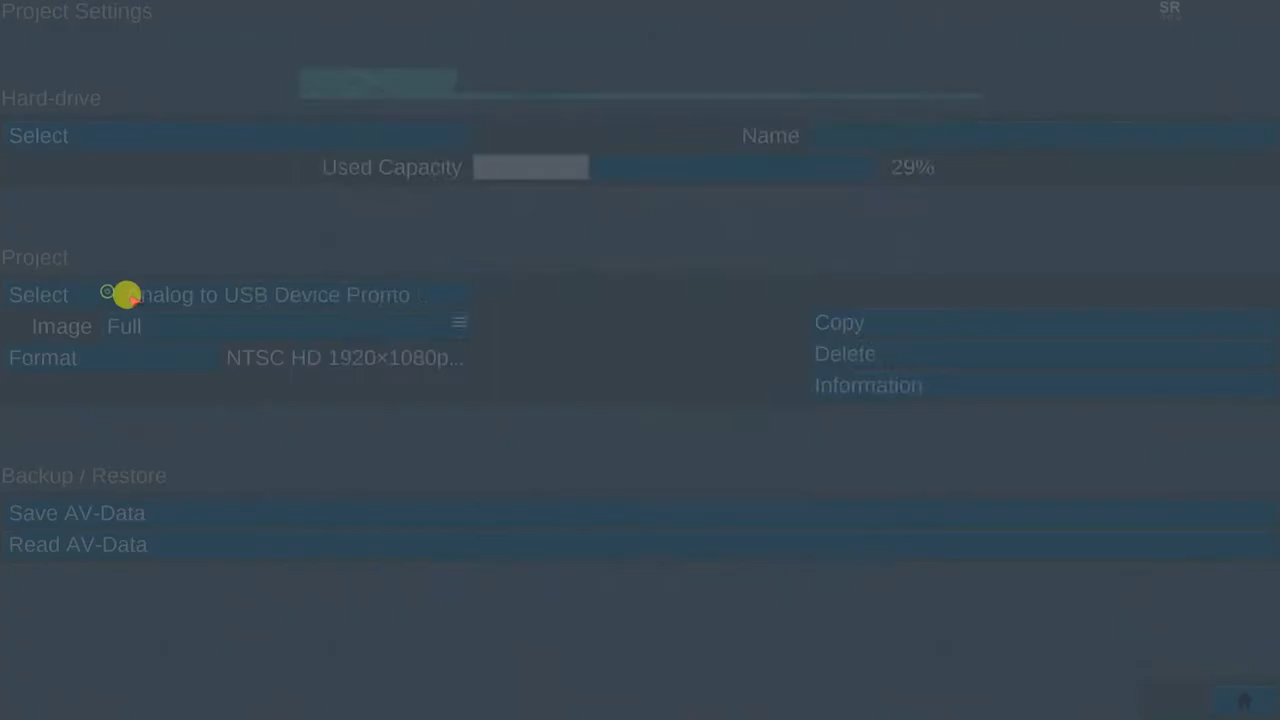 Project Settings
SR
Hard-drive
Select
Name
Used Capacity 29%
Project
Select Analog to USB Device Promo
Image Full
Copy
Format NTSC HD 1920×1080p...
Delete
Information
Backup / Restore
Save AV-Data
Read AV-Data